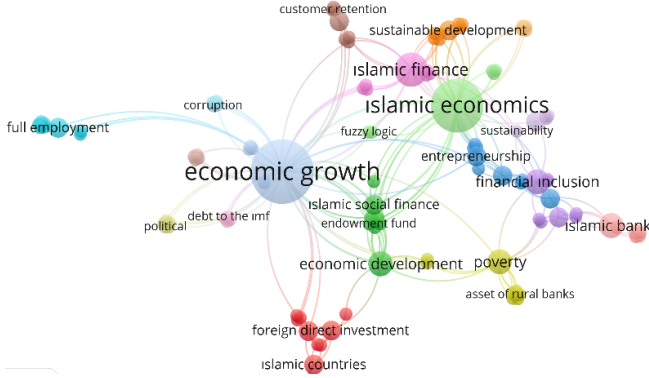 customer retention
sustainable development
ıslamic finance
ıslamic economics
corruption
full employment
fuzzy logic
sustainability
entrepreneurship
economic growth
financial ınclusion
ıslamic social finance
debt to the ımf
endowment fund
political
ıslamic bank
economic development
poverty
asset of rural banks
foreign direct investment
ıslamic countries